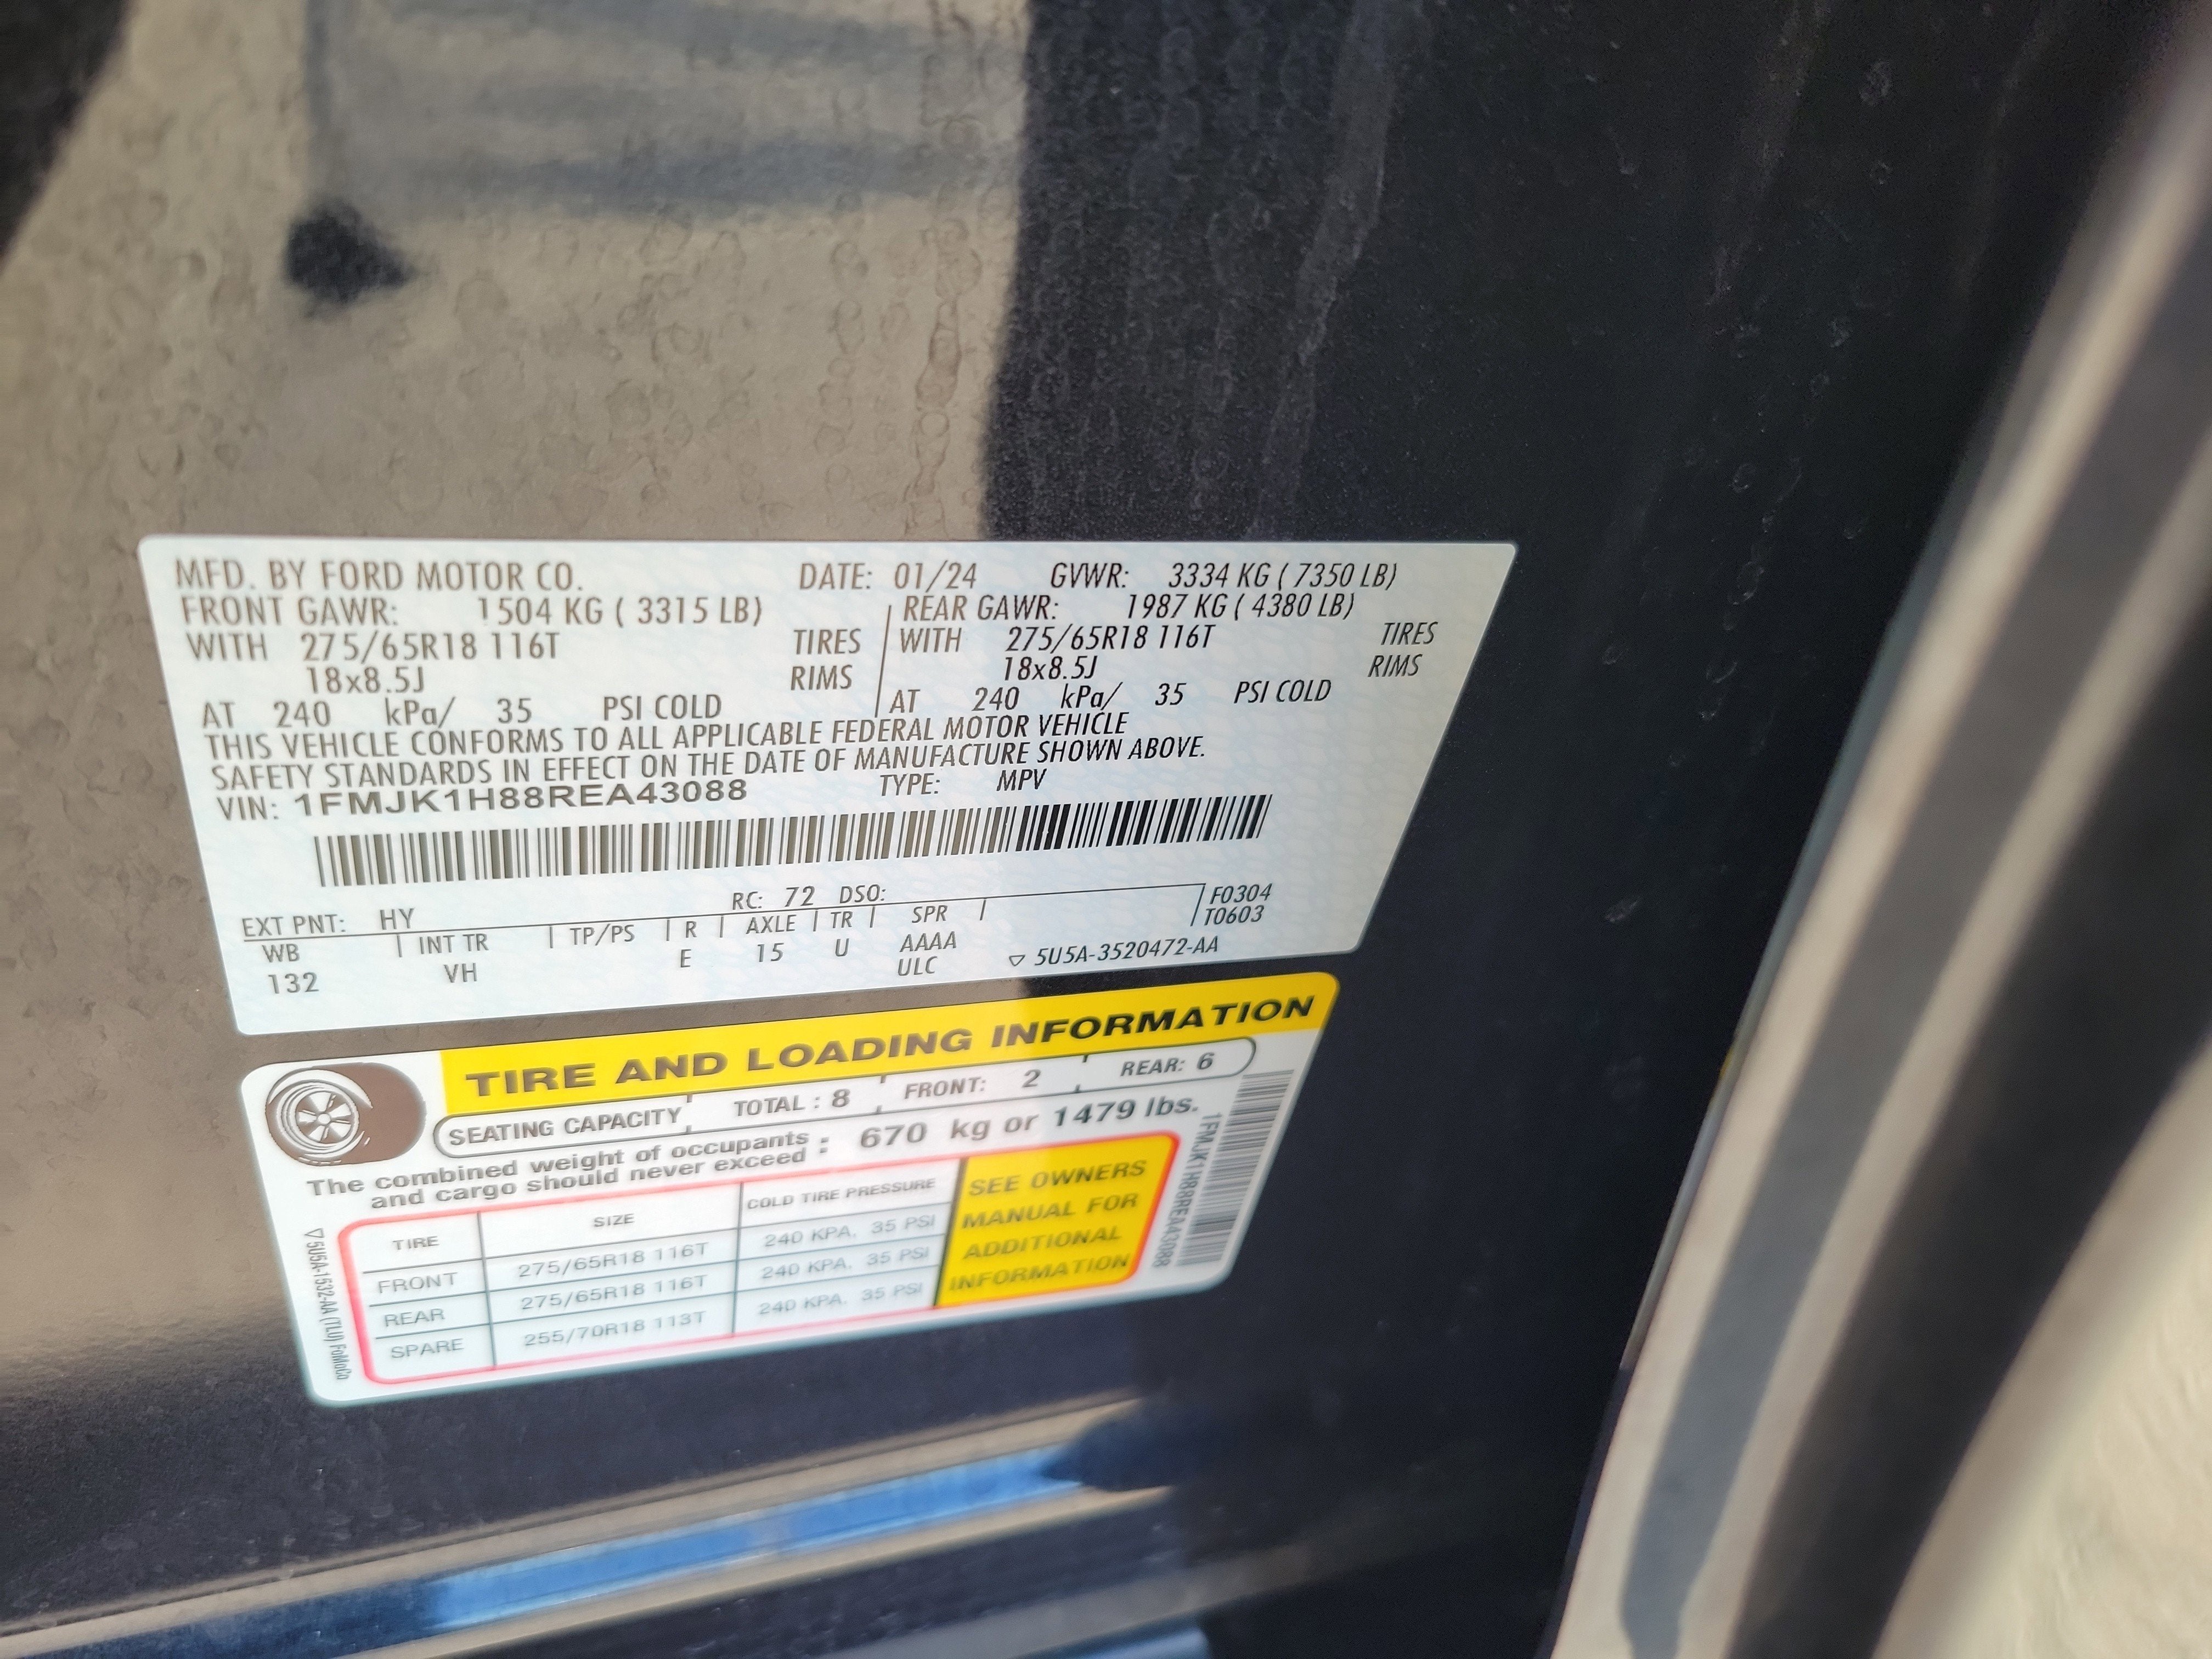 MFD. BY FORD MOTOR CO. DATE: 01/24 GVWR: 3334 KG ( 7350 LB)
FRONT GAWR: 1504 KG ( 3315 LB) REAR GAWR: 1987 KG ( 4380 LB)
WITH 275/65R18 116T TIRES WITH 275/65R18 116T TIRES
18x8.5J RIMS 18x8.5J RIMS
AT 240 kPa/ 35 PSI COLD AT 240 kPa/ 35 PSI COLD
THIS VEHICLE CONFORMS TO ALL APPLICABLE FEDERAL MOTOR VEHICLE
SAFETY STANDARDS IN EFFECT ON THE DATE OF MANUFACTURE SHOWN ABOVE.
VIN: 1FMJK1H88REA43088 TYPE: MPV
EXT PNT: HY RC: 72 DSO: F0304
WB INT TR TP/PS R AXLE TR SPR T0603
132 VH E 15 U AAAA
ULC 5U5A-3520472-AA
TIRE AND LOADING INFORMATION
SEATING CAPACITY TOTAL : 8 FRONT: 2 REAR: 6
The combined weight of occupants
and cargo should never exceed : 670 kg or 1479 lbs.
TIRE SIZE COLD TIRE PRESSURE
FRONT 275/65R18 116T 240 KPA, 35 PSI
REAR 275/65R18 116T 240 KPA, 35 PSI
SPARE 255/70R18 113T 240 KPA, 35 PSI
SEE OWNERS
MANUAL FOR
ADDITIONAL
INFORMATION
1FMJK1H88REA43088
5U5A-1532-AA (TLU) FoMoCo